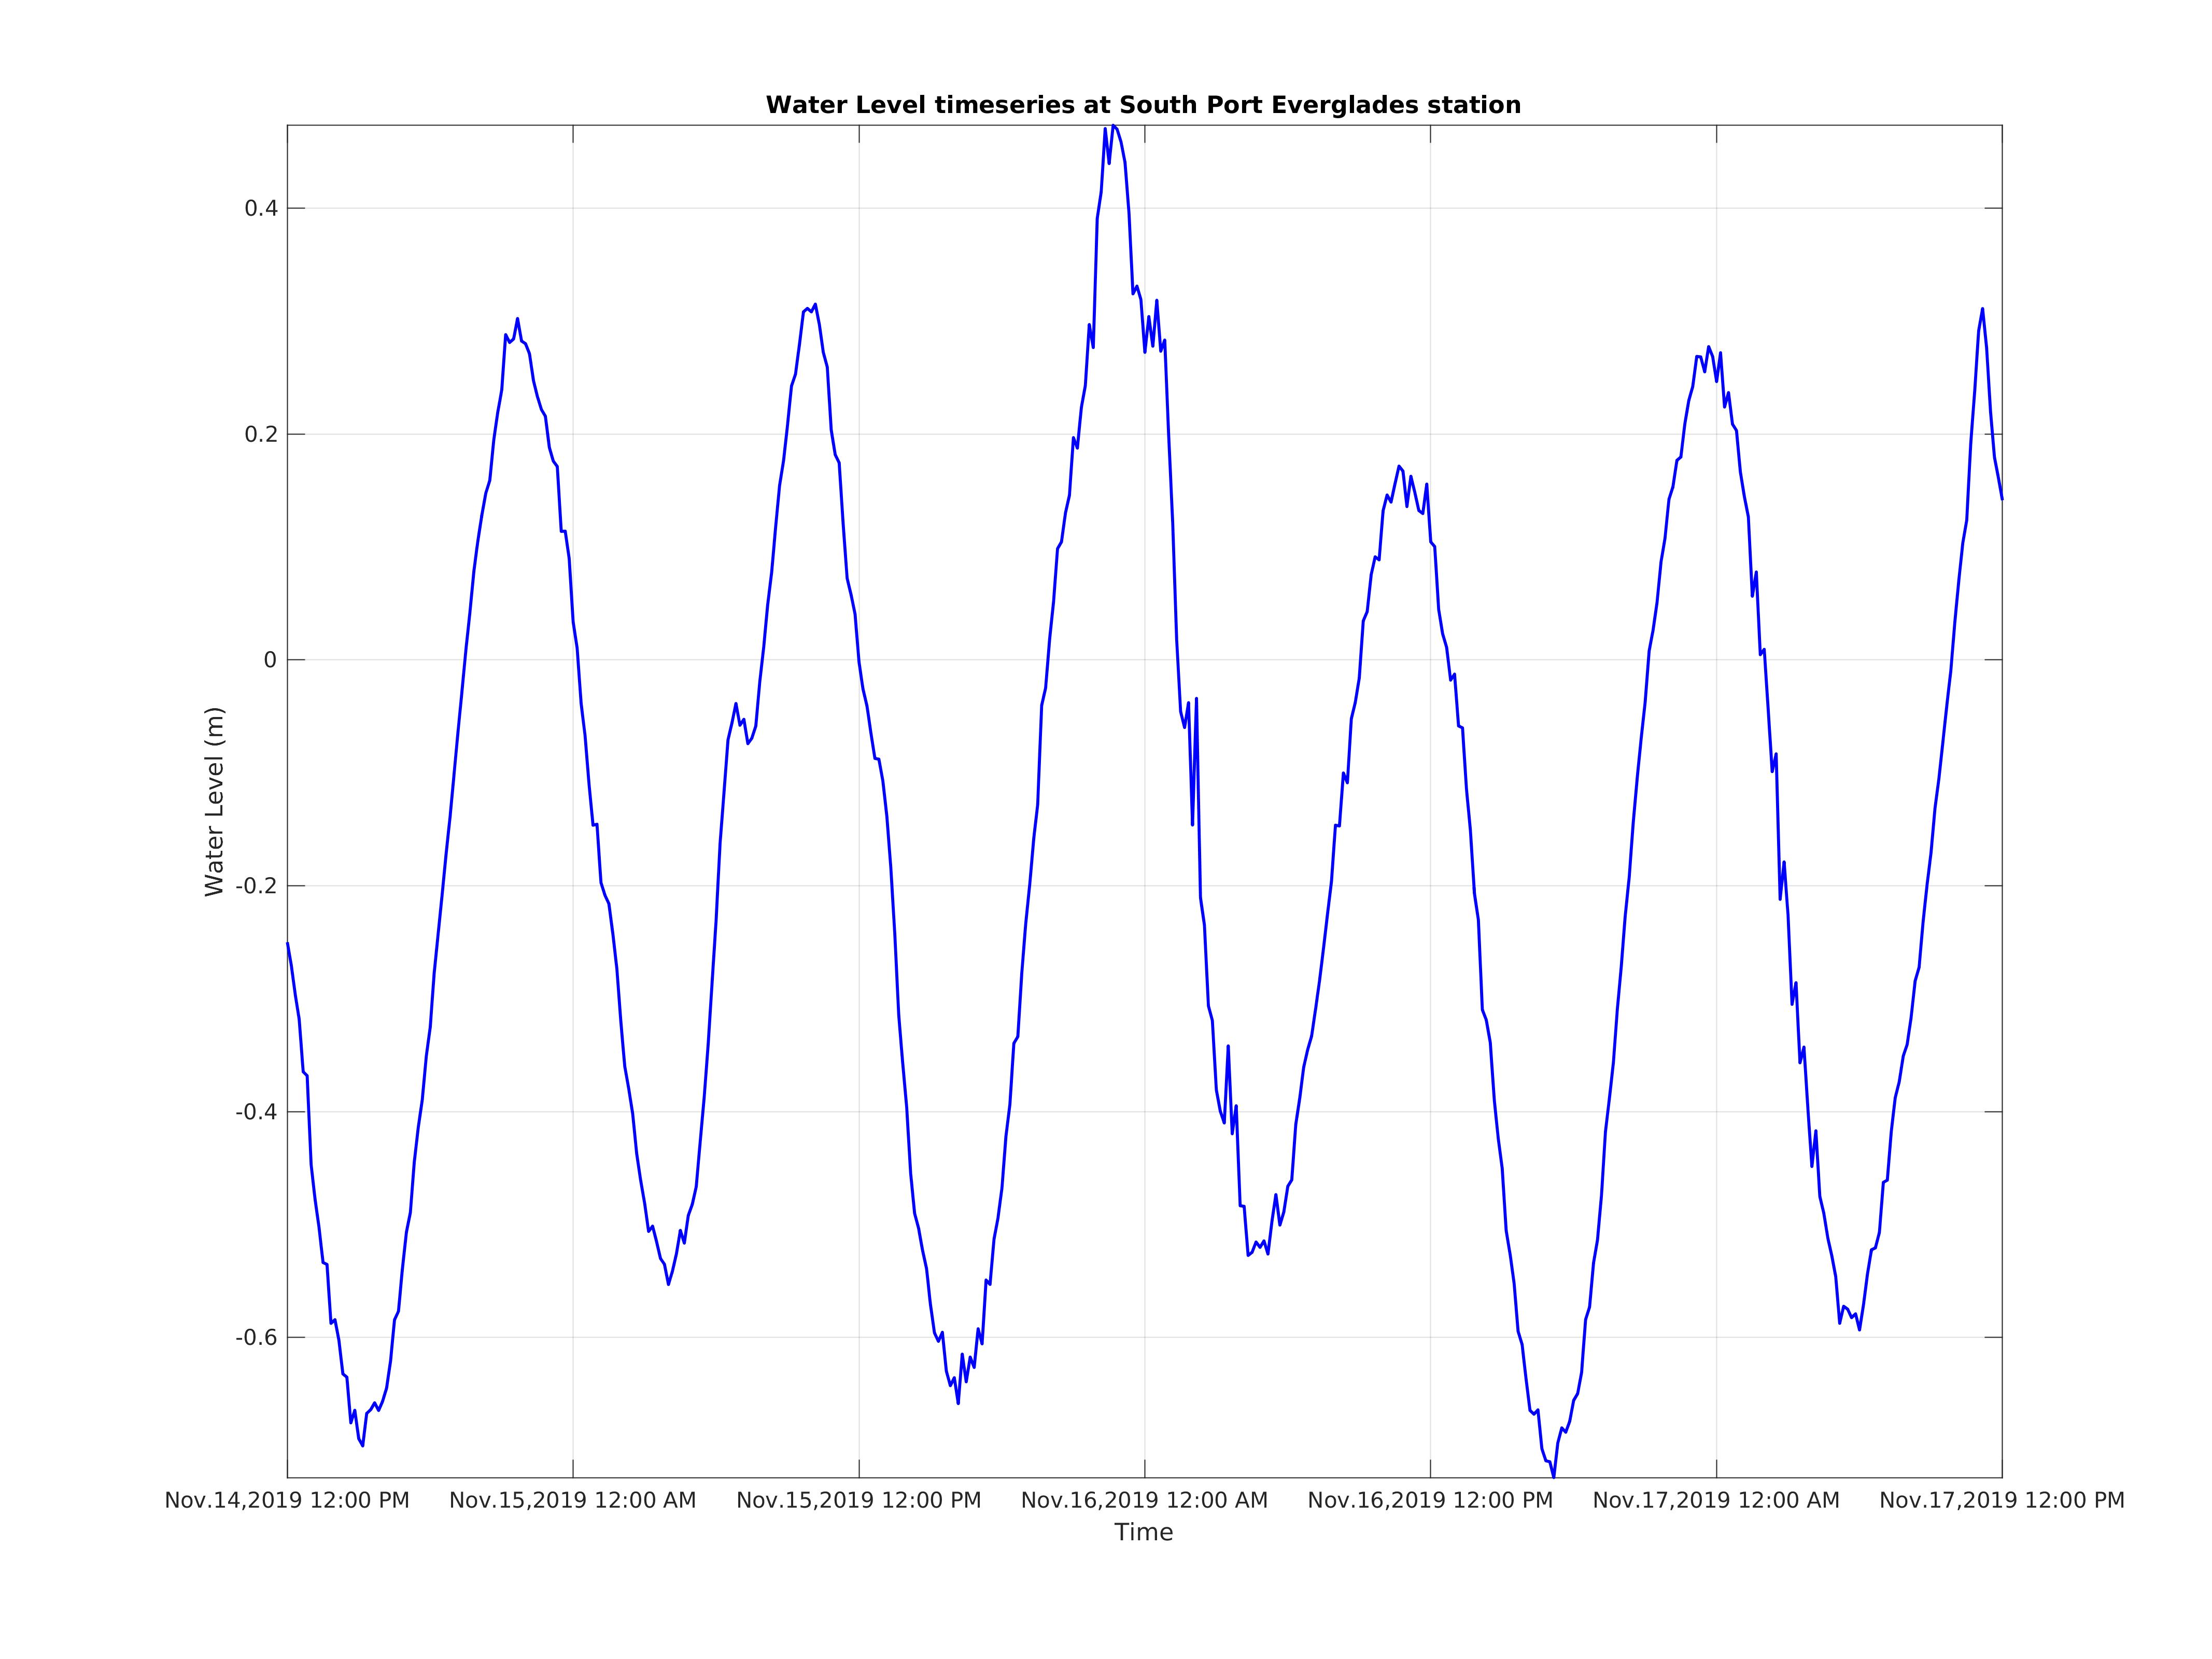 Water Level timeseries at South Port Everglades station
0.4
0.2
0
-0.2
-0.4
-0.6
Water Level (m)
Nov.14,2019 12:00 PM
Nov.15,2019 12:00 AM
Nov.15,2019 12:00 PM
Nov.16,2019 12:00 AM
Nov.16,2019 12:00 PM
Nov.17,2019 12:00 AM
Nov.17,2019 12:00 PM
Time